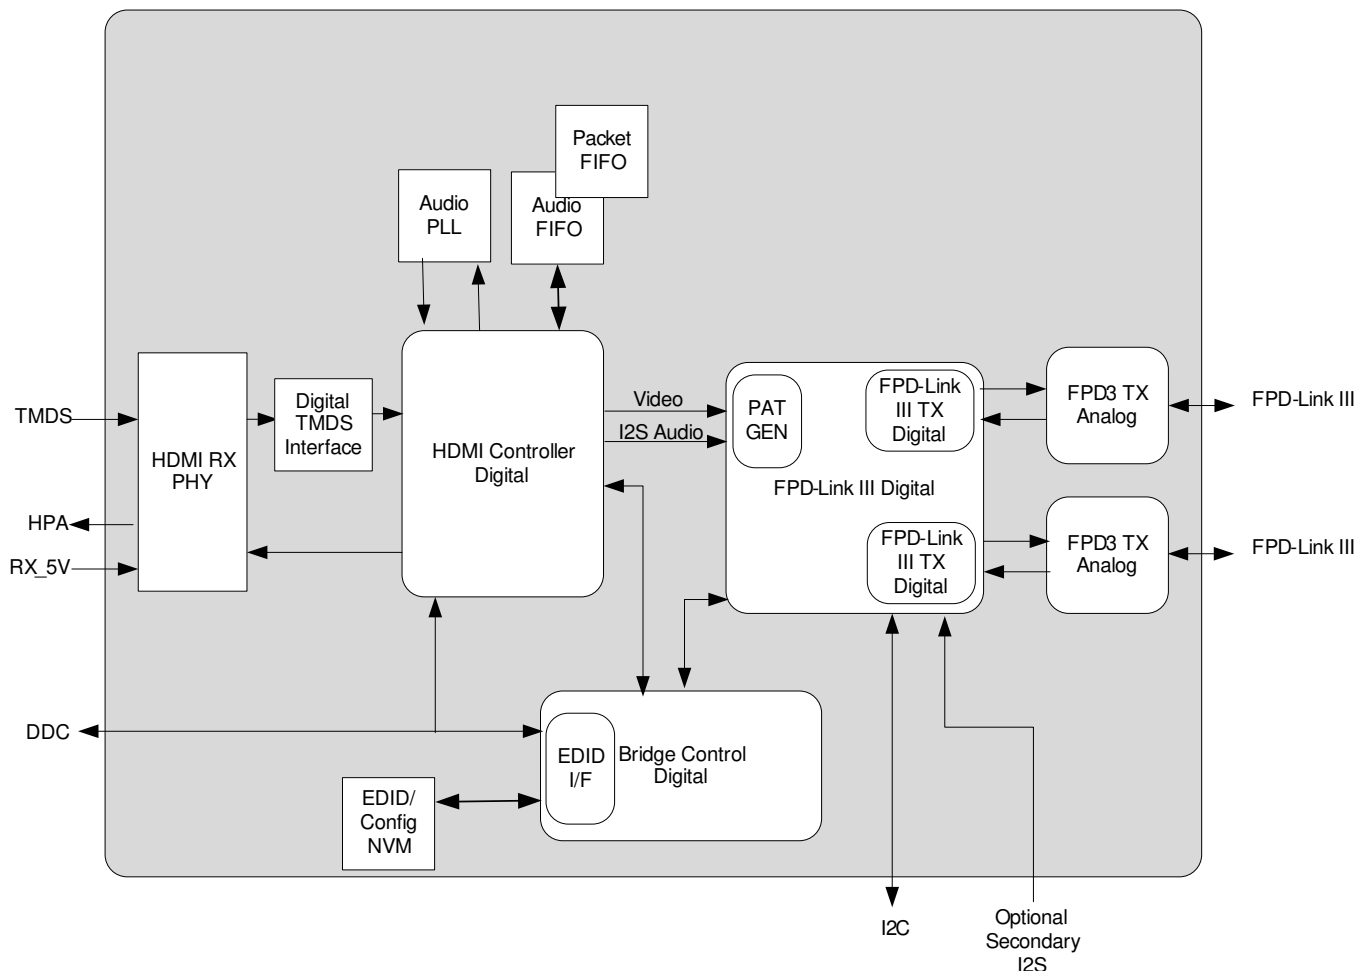 Packet
FIFO
Audio
PLL
Audio
FIFO
TMDS
HPA
RX_5V
HDMI RX
PHY
Digital
TMDS
Interface
HDMI Controller
Digital
Video
I2S Audio
PAT
GEN
FPD-Link III Digital
FPD-Link
III TX
Digital
FPD-Link
III TX
Digital
FPD3 TX
Analog
FPD3 TX
Analog
FPD-Link III
FPD-Link III
DDC
EDID
I/F
Bridge Control
Digital
EDID/
Config
NVM
I2C
Optional
Secondary
I2S